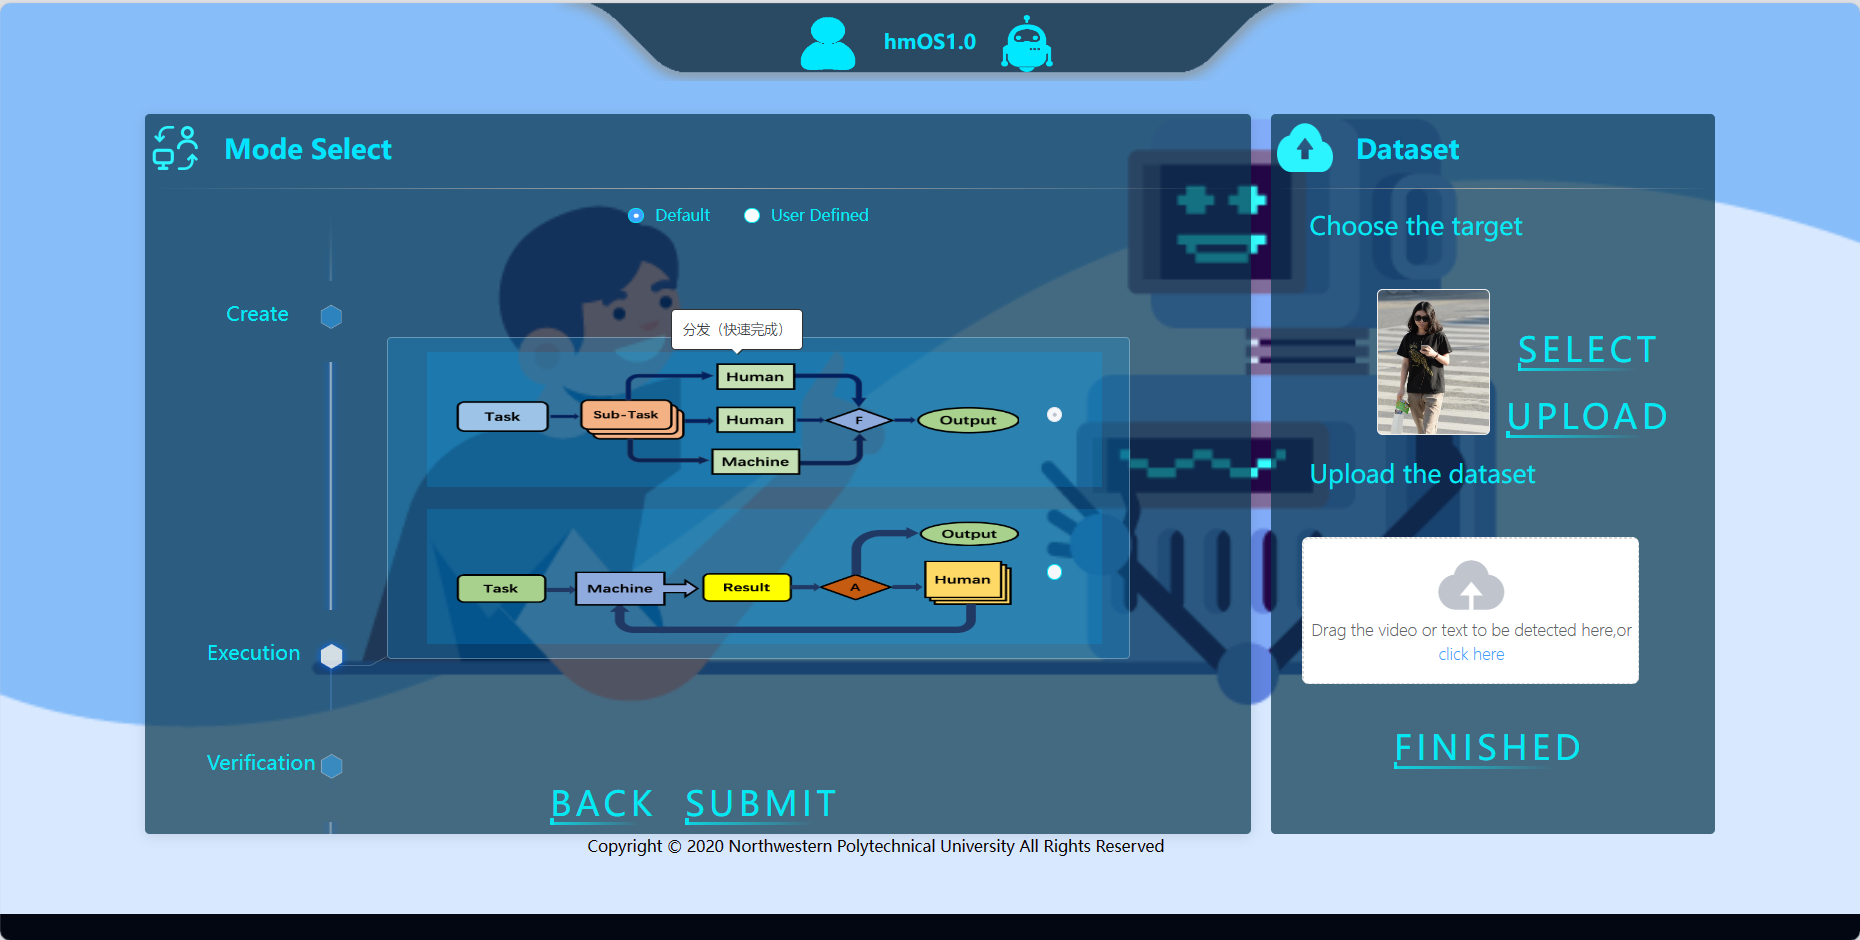 hmOS1.0
Mode Select
Default
User Defined
Create
Execution
Verification
分发（快速完成）
Task
Sub-Task
Human
Human
Machine
F
Output
Task
Machine
Result
A
Output
Human
BACK
SUBMIT
Dataset
Choose the target
SELECT
UPLOAD
Upload the dataset
Drag the video or text to be detected here,or
click here
FINISHED
Copyright © 2020 Northwestern Polytechnical University All Rights Reserved